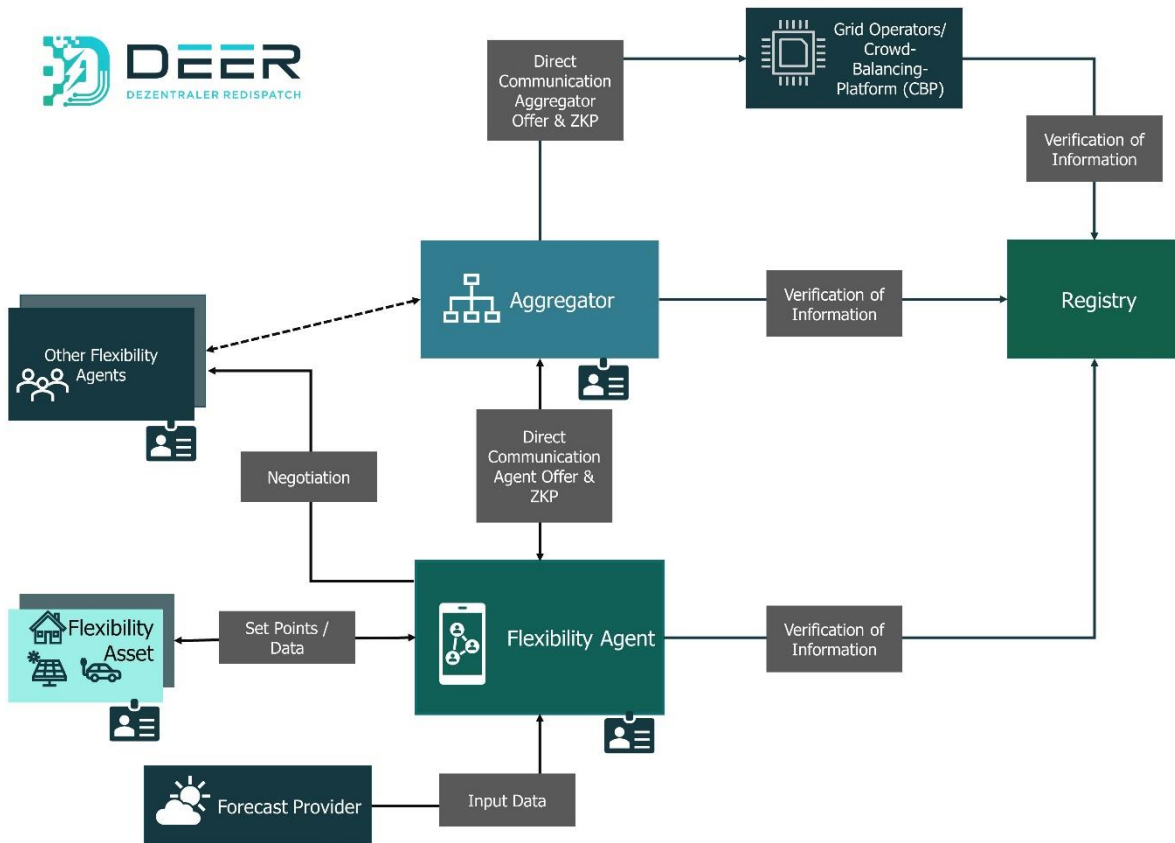 DEER
DEZENTRALER REDISPATCH
Direct
Communication
Aggregator
Offer & ZKP
Grid Operators/
Crowd-
Balancing-
Platform (CBP)
Verification of
Information
Aggregator
Verification of
Information
Registry
Other Flexibility
Agents
Negotiation
Direct
Communication
Agent Offer &
ZKP
Flexibility
Asset
Set Points /
Data
Flexibility Agent
Verification of
Information
Forecast Provider
Input Data